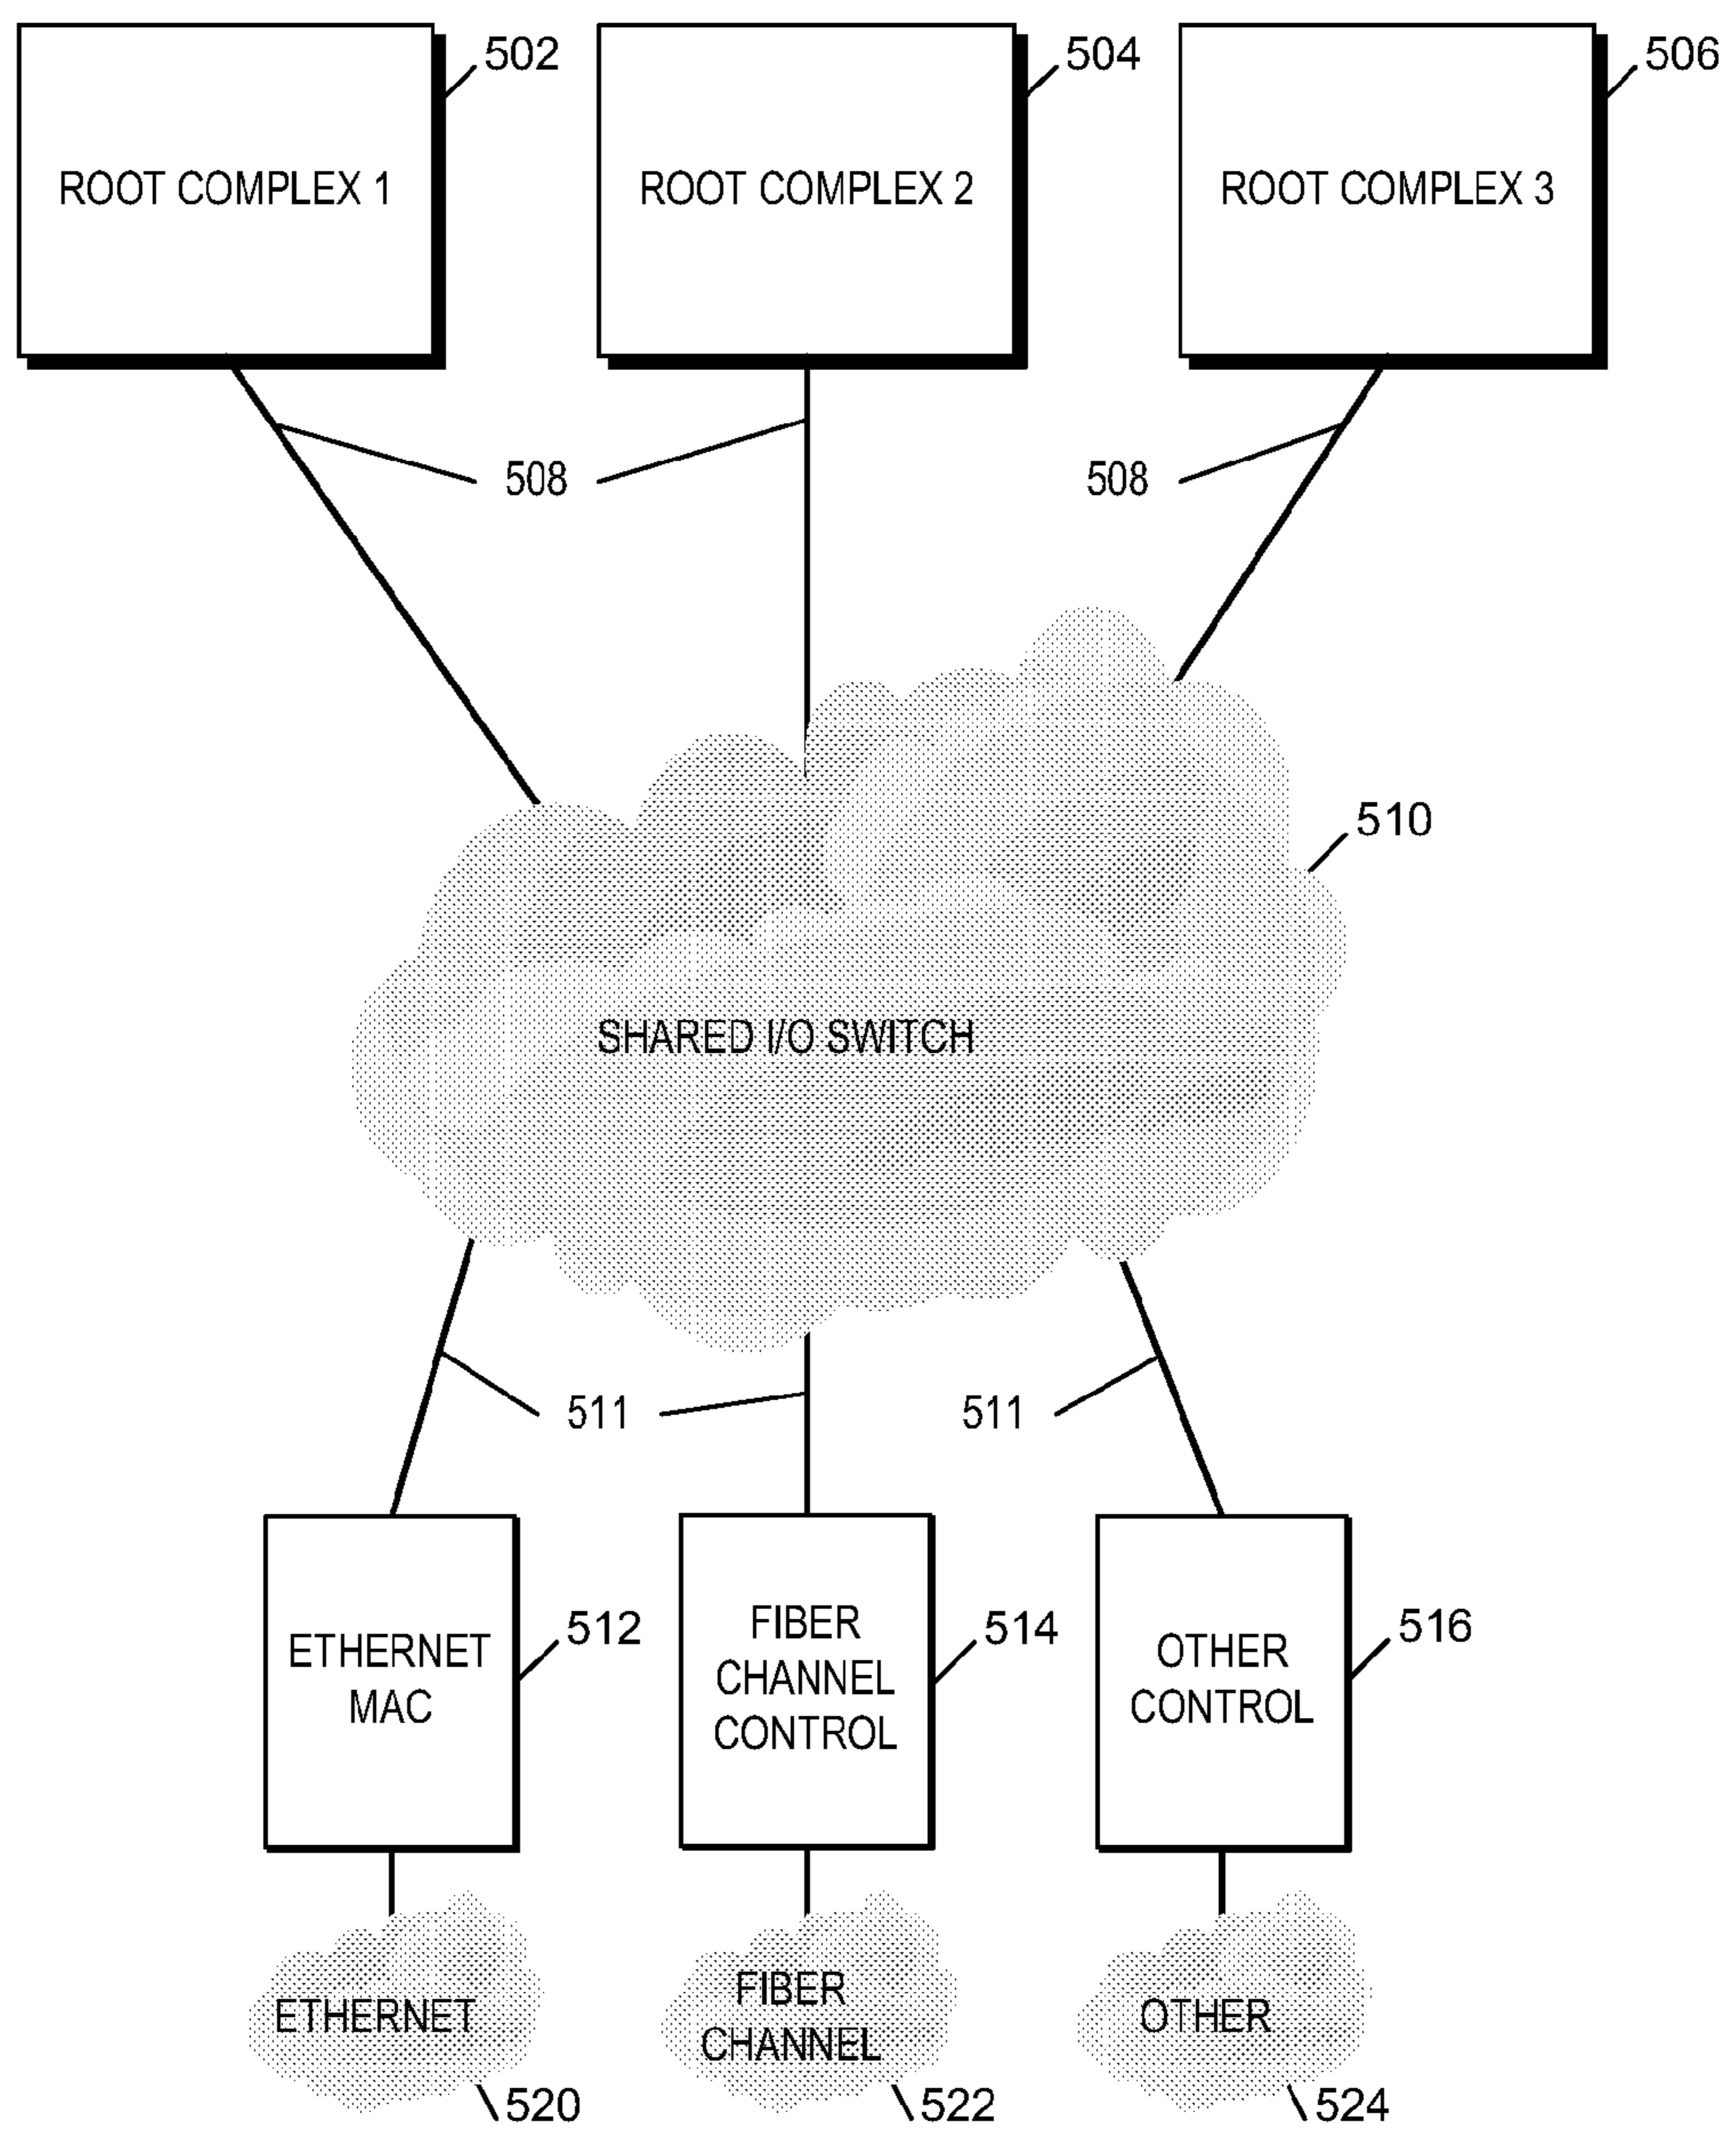 502
504
506
ROOT COMPLEX 1
ROOT COMPLEX 2
ROOT COMPLEX 3
508
508
510
SHARED I/O SWITCH
511
511
ETHERNET
MAC
512
FIBER
CHANNEL
CONTROL
514
OTHER
CONTROL
516
ETHERNET
FIBER
CHANNEL
OTHER
520
522
524